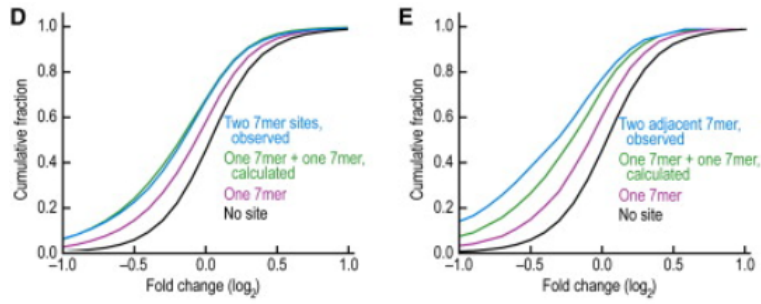 D
Cumulative fraction
1.0
0.8
0.6
0.4
0.2
0.0
Two 7mer sites,
observed
One 7mer + one 7mer,
calculated
One 7mer
No site
−1.0 −0.5 0.0 0.5 1.0
Fold change (log2)
E
Cumulative fraction
1.0
0.8
0.6
0.4
0.2
0
Two adjacent 7mer,
observed
One 7mer + one 7mer,
calculated
One 7mer
No site
−1.0 −0.5 0.0 0.5 1.0
Fold change (log2)